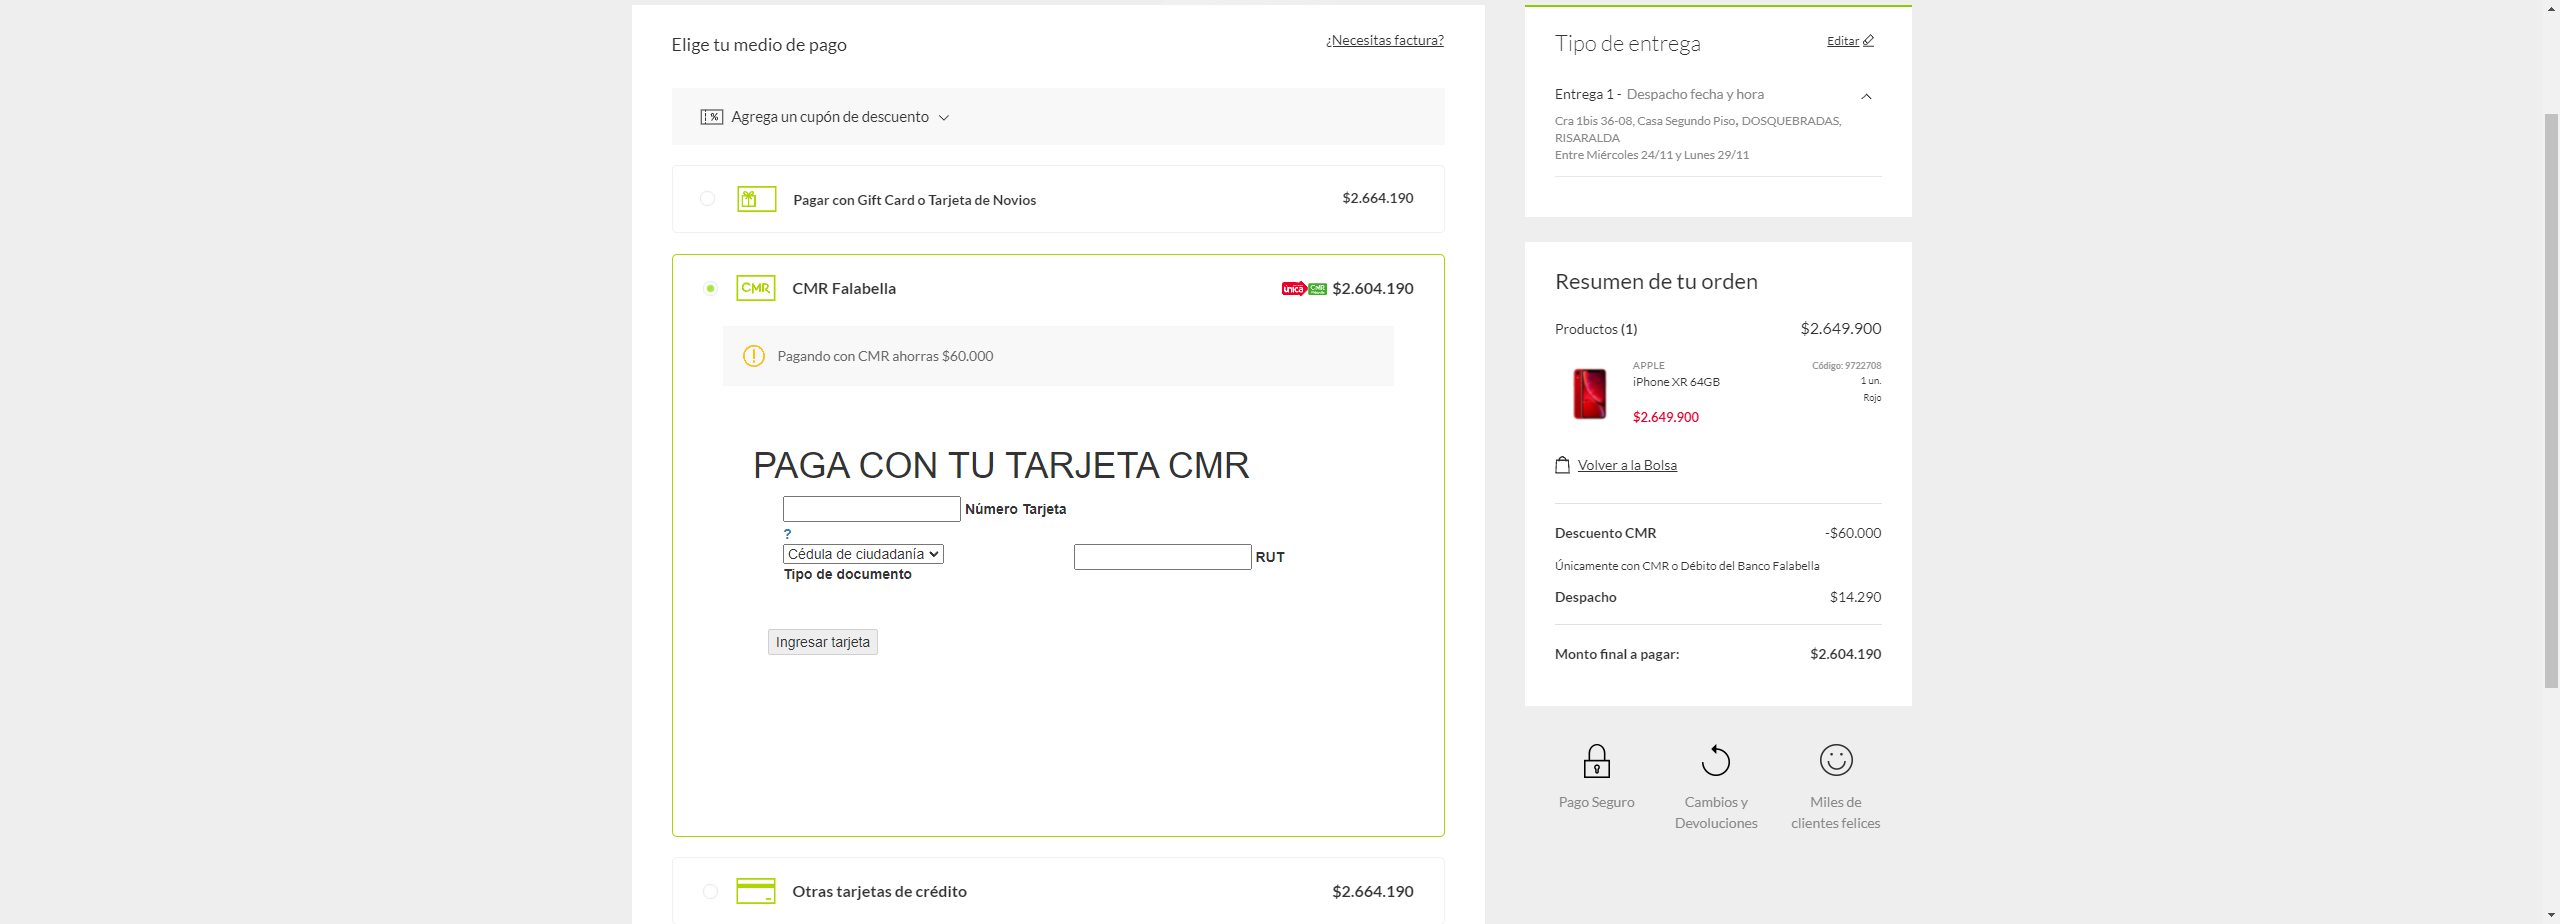 Elige tu medio de pago
¿Necesitas factura?
% Agrega un cupón de descuento
Pagar con Gift Card o Tarjeta de Novios
$2.664.190
CMR CMR Falabella
unica CMR $2.604.190
Pagando con CMR ahorras $60.000
PAGA CON TU TARJETA CMR
Número Tarjeta
?
Cédula de ciudadanía
RUT
Tipo de documento
Ingresar tarjeta
Otras tarjetas de crédito
$2.664.190
Tipo de entrega
Editar
Entrega 1 - Despacho fecha y hora
Cra 1bis 36-08, Casa Segundo Piso, DOSQUEBRADAS,
RISARALDA
Entre Miércoles 24/11 y Lunes 29/11
Resumen de tu orden
Productos (1)
$2.649.900
APPLE
Código: 9722708
iPhone XR 64GB
1 un.
Rojo
$2.649.900
Volver a la Bolsa
Descuento CMR
-$60.000
Únicamente con CMR o Débito del Banco Falabella
Despacho
$14.290
Monto final a pagar:
$2.604.190
Pago Seguro
Cambios y
Devoluciones
Miles de
clientes felices